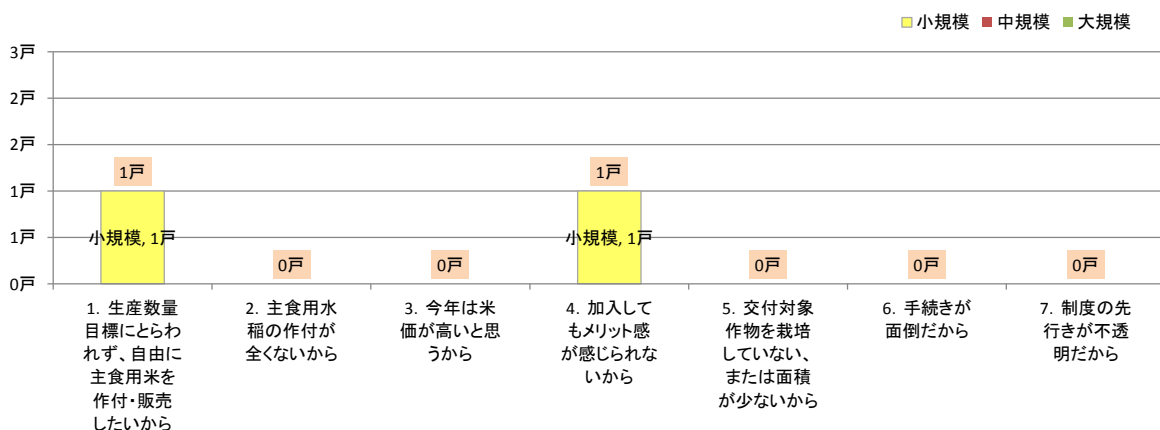 小規模 中規模 大規模
3戸
2戸
2戸
1戸
1戸
0戸
1戸
小規模, 1戸
0戸
0戸
1戸
小規模, 1戸
0戸
0戸
0戸
1. 生産数量
目標にとらわ
れず、自由に
主食用米を
作付・販売
したいから
2. 主食用水
稲の作付が
全くないから
3. 今年は米
価が高いと思
うから
4. 加入して
もメリット感
が感じられな
いから
5. 交付対象
作物を栽培
していない、
または面積
が少ないから
6. 手続きが
面倒だから
7. 制度の先
行きが不透
明だから